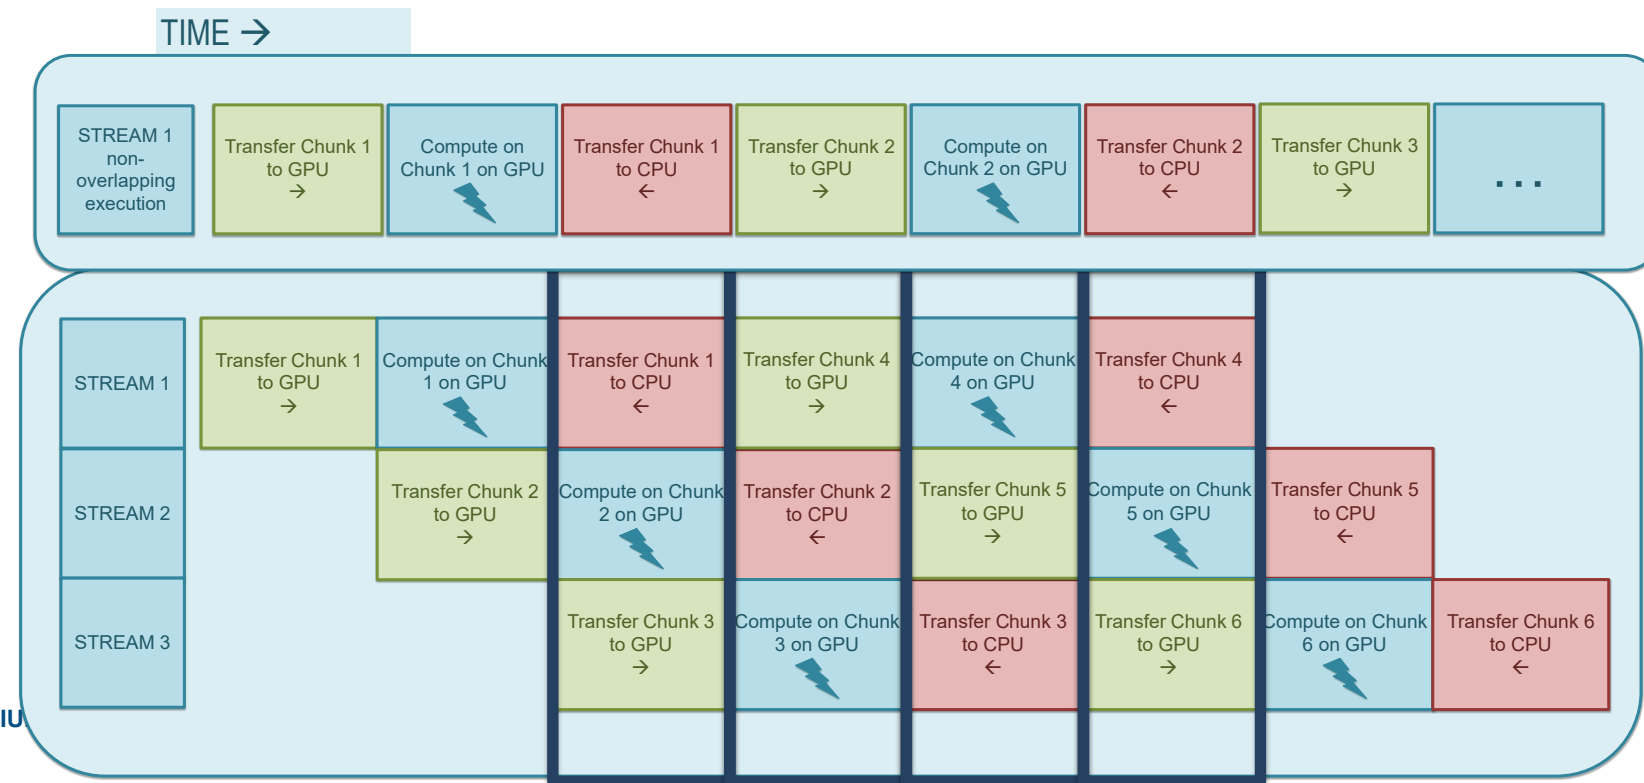 TIME →
STREAM 1
non-
overlapping
execution
Transfer Chunk 1
to GPU
→
Compute on
Chunk 1 on GPU
Transfer Chunk 1
to CPU
←
Transfer Chunk 2
to GPU
→
Compute on
Chunk 2 on GPU
Transfer Chunk 2
to CPU
←
Transfer Chunk 3
to GPU
→
...
STREAM 1
Transfer Chunk 1
to GPU
→
Compute on Chunk
1 on GPU
Transfer Chunk 1
to CPU
←
Transfer Chunk 4
to GPU
→
Compute on Chunk
4 on GPU
Transfer Chunk 4
to CPU
←
STREAM 2
Transfer Chunk 2
to GPU
→
Compute on Chunk
2 on GPU
Transfer Chunk 2
to CPU
←
Transfer Chunk 5
to GPU
→
Compute on Chunk
5 on GPU
Transfer Chunk 5
to CPU
←
STREAM 3
Transfer Chunk 3
to GPU
→
Compute on Chunk
3 on GPU
Transfer Chunk 3
to CPU
←
Transfer Chunk 6
to GPU
→
Compute on Chunk
6 on GPU
Transfer Chunk 6
to CPU
←